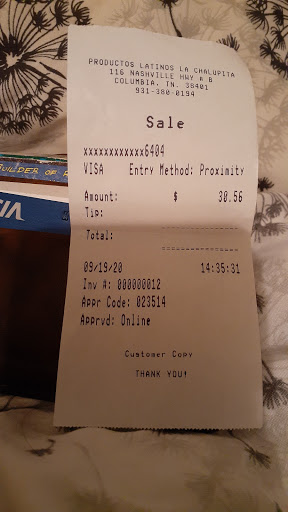 PRODUCTOS LATINOS LA CHALUPITA
116 NASHVILLE HWY # B
COLUMBIA, TN. 38401
931-380-0194
Sale
xxxxxxxxxxxx6404
VISA Entry Method: Proximity
Amount: $ 30.56
Tip:
Total:
09/19/20 14:35:31
Inv #: 000000012
Appr Code: 023514
Apprvd: Online
Customer Copy
THANK YOU!
BUILDER OF